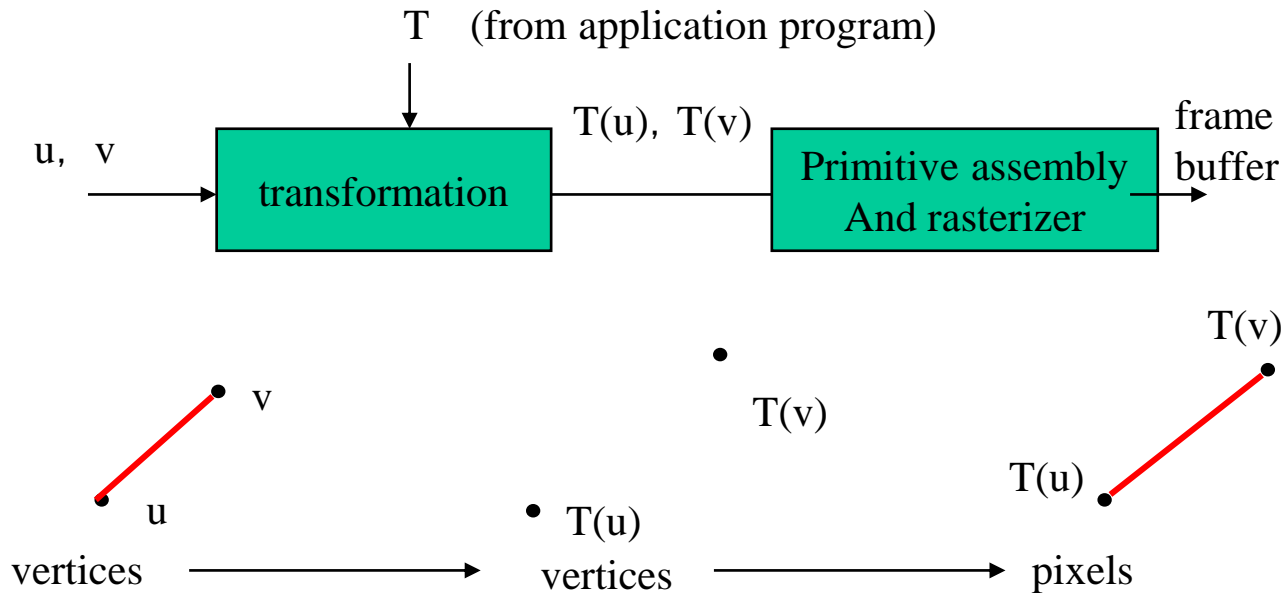 T (from application program)
u, v
transformation
T(u), T(v)
Primitive assembly
And rasterizer
frame
buffer
v
u
T(v)
T(u)
T(v)
T(u)
vertices
vertices
pixels